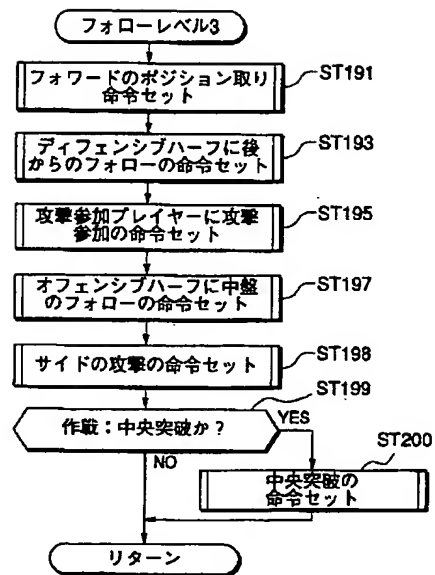 フォローレベル3
フォワードのポジション取り
命令セット
ST191
ディフェンシブハーフに後
からのフォローの命令セット
ST193
攻撃参加プレイヤーに攻撃
参加の命令セット
ST195
オフェンシブハーフに中盤
のフォローの命令セット
ST197
サイドの攻撃の命令セット
ST198
ST199
作戦：中央突破か？
YES
NO
ST200
中央突破の
命令セット
リターン